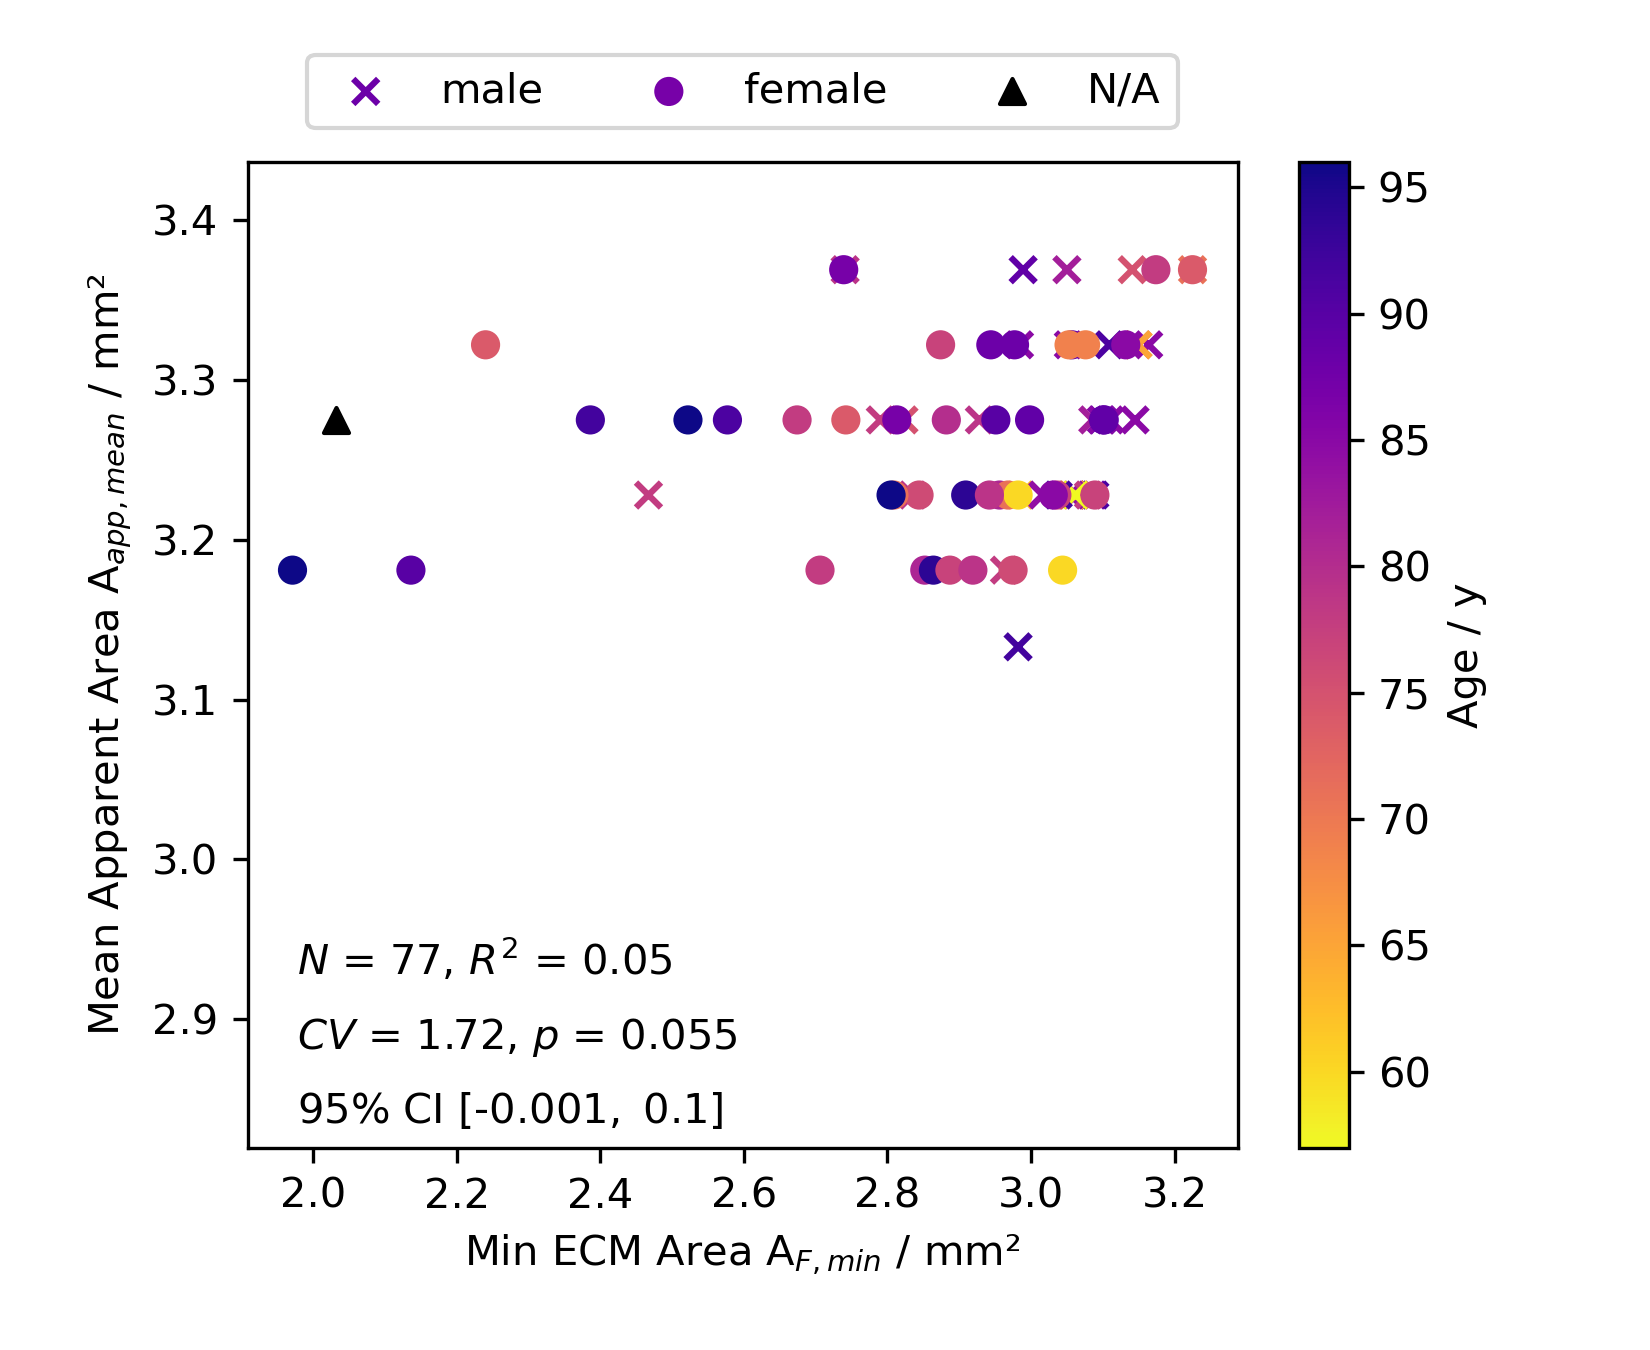 male female N/A
3.4
3.3
3.2
3.1
3.0
2.9
Mean Apparent Area A_app,mean / mm²
N = 77, R² = 0.05
CV = 1.72, p = 0.055
95% CI [-0.001, 0.1]
2.0 2.2 2.4 2.6 2.8 3.0 3.2
Min ECM Area A_F,min / mm²
95
90
85
80
75
70
65
60
Age / y